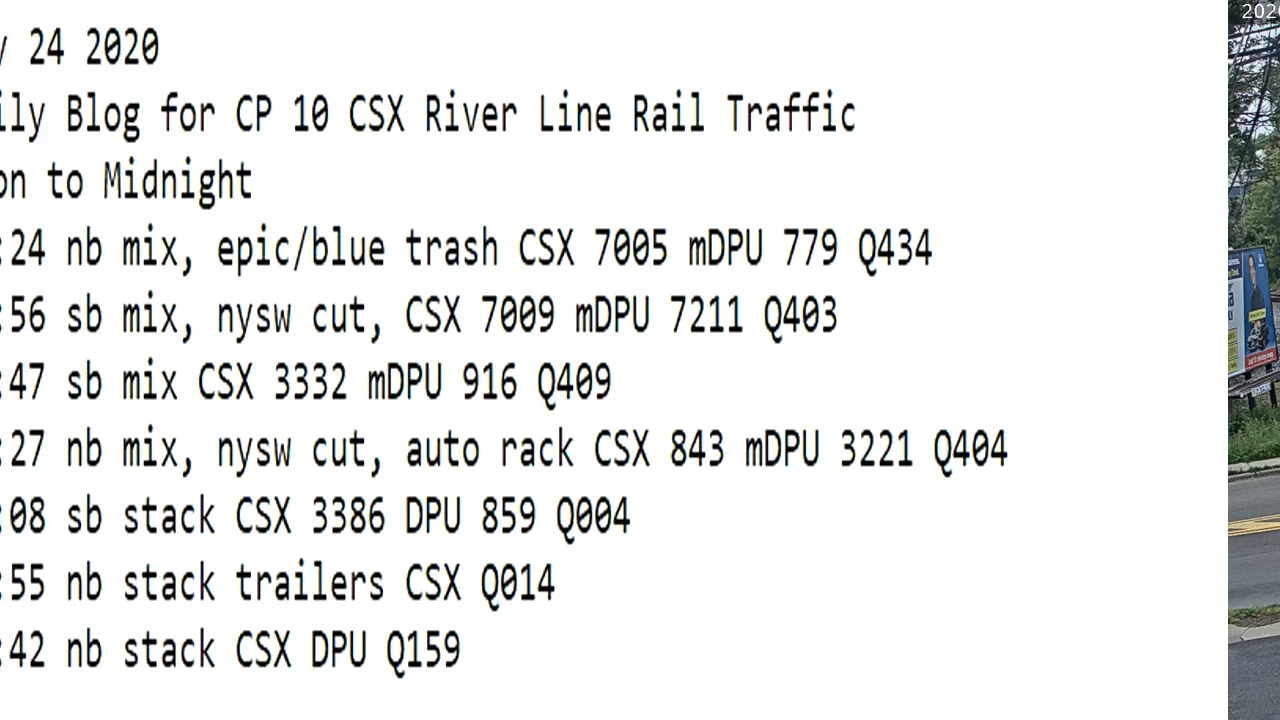 24 2020
Blog for CP 10 CSX River Line Rail Traffic
to Midnight
:24 nb mix, epic/blue trash CSX 7005 mDPU 779 Q434
:56 sb mix, nysw cut, CSX 7009 mDPU 7211 Q403
:47 sb mix CSX 3332 mDPU 916 Q409
:27 nb mix, nysw cut, auto rack CSX 843 mDPU 3221 Q404
:08 sb stack CSX 3386 DPU 859 Q004
:55 nb stack trailers CSX Q014
:42 nb stack CSX DPU Q159